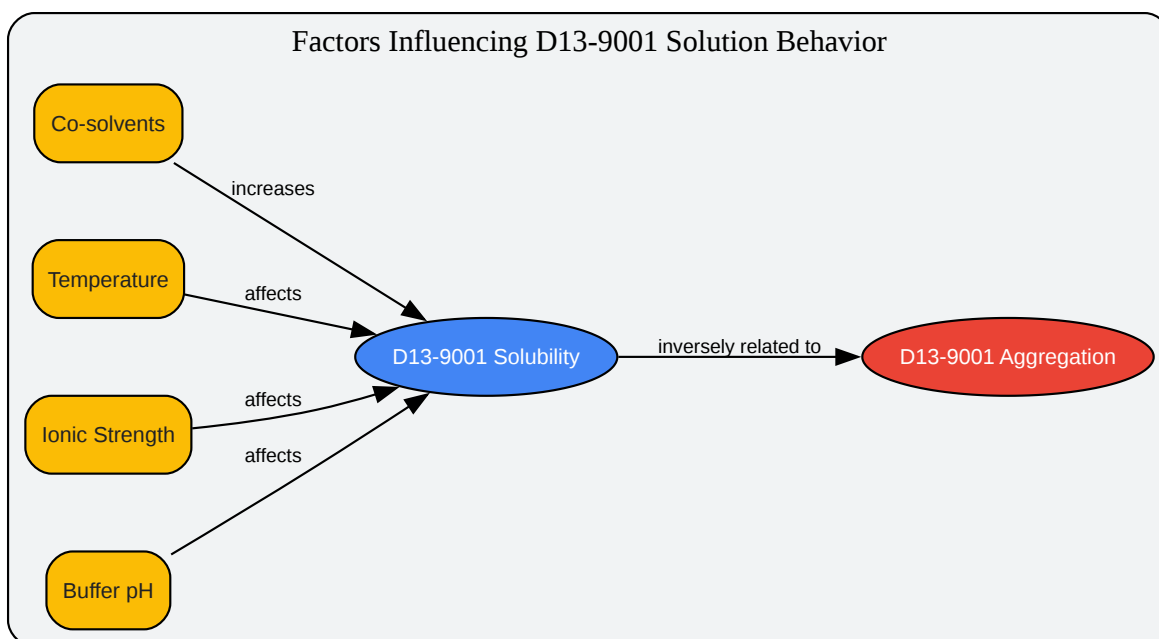 Factors Influencing D13-9001 Solution Behavior
Co-solvents
increases
Temperature
affects
D13-9001 Solubility
inversely related to
D13-9001 Aggregation
Ionic Strength
affects
affects
Buffer pH